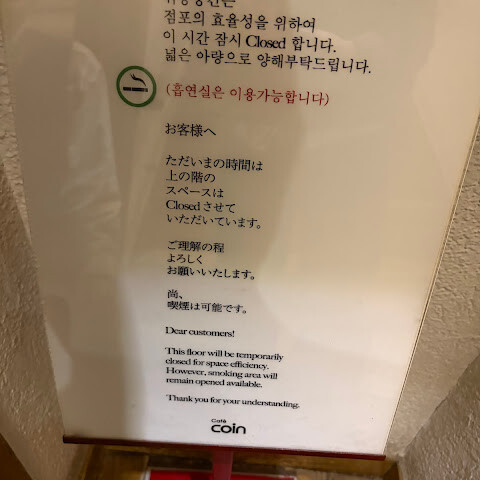 점포의 효율성을 위하여
이 시간 잠시 Closed 합니다.
넓은 아량으로 양해부탁드립니다.
(흡연실은 이용가능합니다)
お客様へ
ただいまの時間は
上の階の
スペースは
Closedさせて
いただいています。
ご理解の程
よろしく
お願いいたします。
尚、
喫煙は可能です。
Dear customers!
This floor will be temporarily
closed for space efficiency.
However, smoking area will
remain opened available.
Thank you for your understanding.
Café
coin